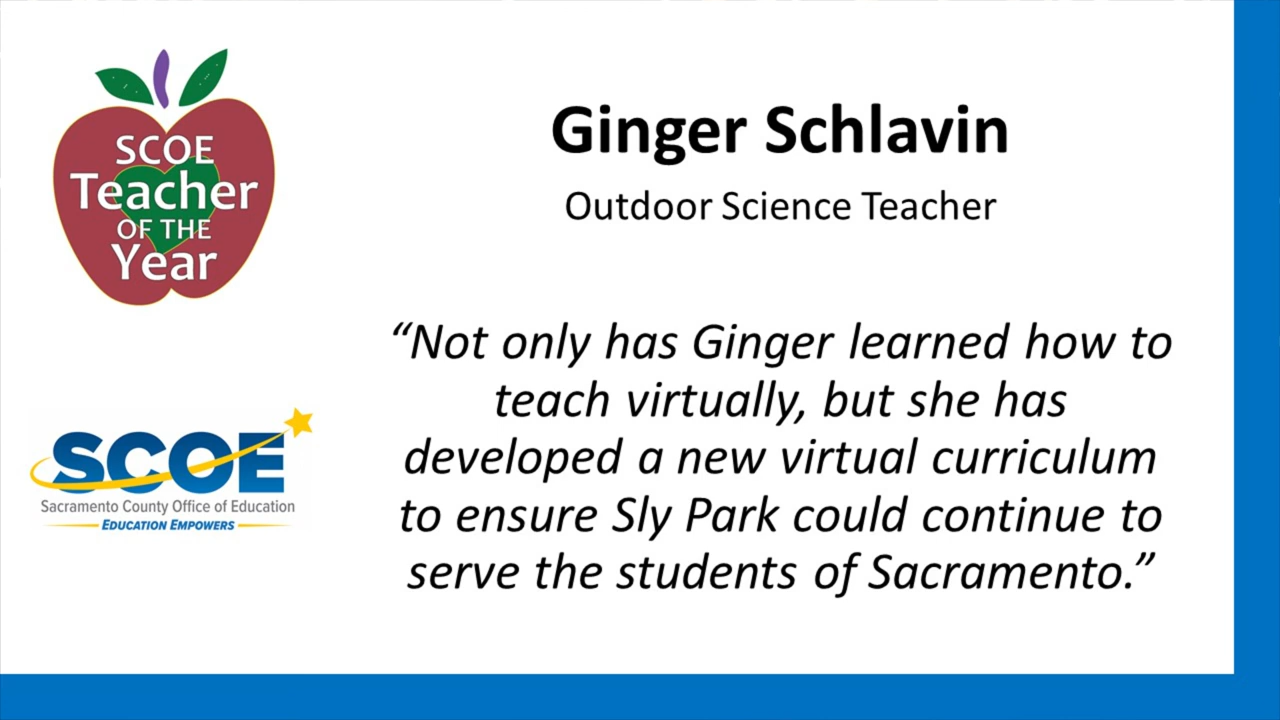 SCOE
Teacher
OF THE
Year
Ginger Schlavin
Outdoor Science Teacher
“Not only has Ginger learned how to
teach virtually, but she has
developed a new virtual curriculum
to ensure Sly Park could continue to
serve the students of Sacramento.”
SCOE
Sacramento County Office of Education
EDUCATION EMPOWERS